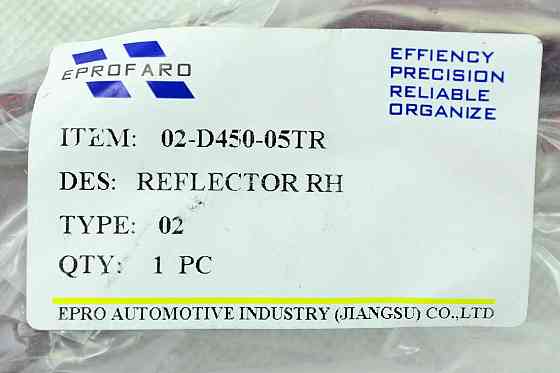 EPROFARO
EFFIENCY
PRECISION
RELIABLE
ORGANIZE
ITEM: 02-D450-05TR
DES: REFLECTOR RH
TYPE: 02
QTY: 1 PC
EPRO AUTOMOTIVE INDUSTRY (JIANGSU) CO.,LTD